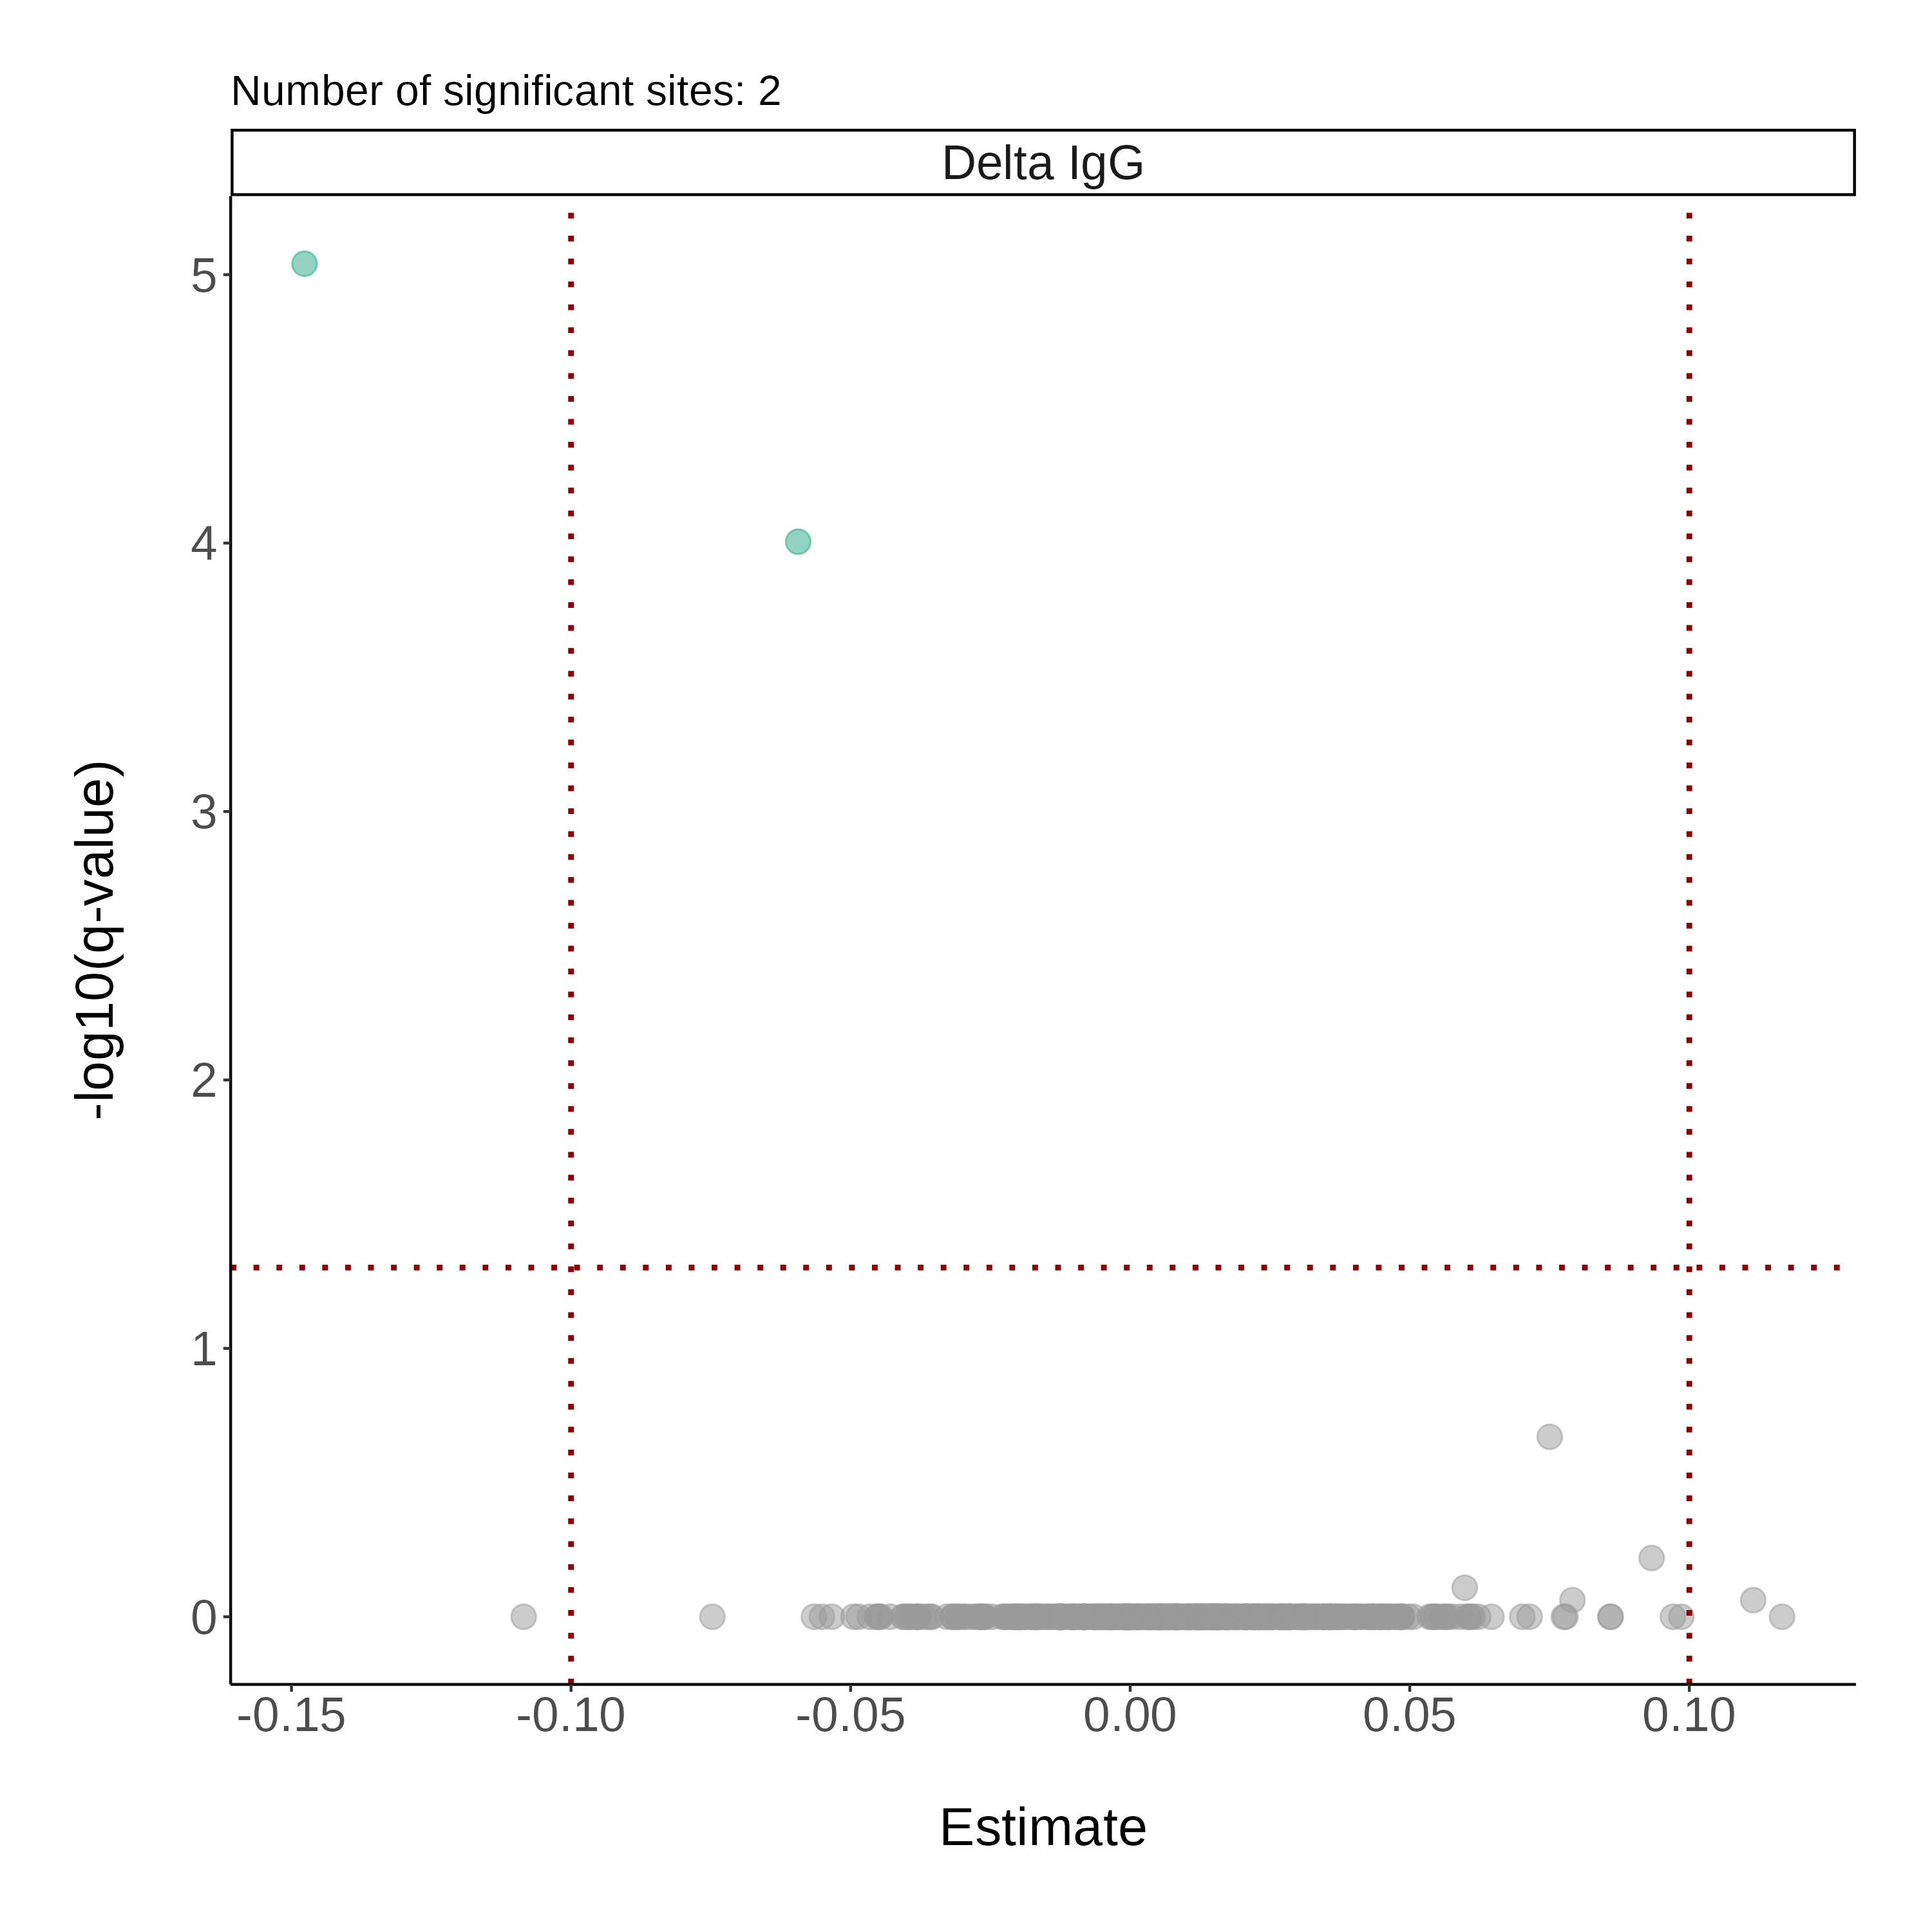 Number of significant sites: 2
Delta IgG
5
4
3
2
1
0
-log10(q-value)
-0.15 -0.10 -0.05 0.00 0.05 0.10
Estimate